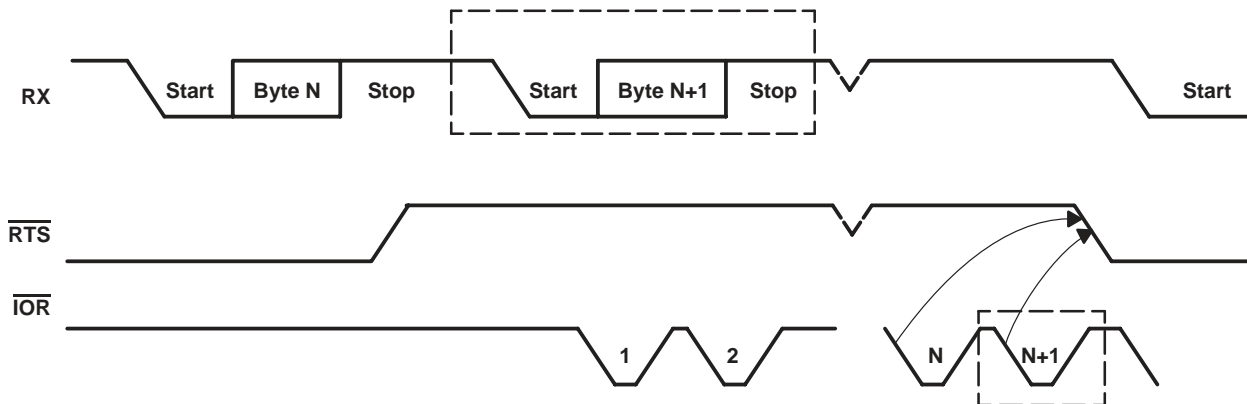 RX Start Byte N Stop Start Byte N+1 Stop Start
RTS
IOR
1 2 N N+1